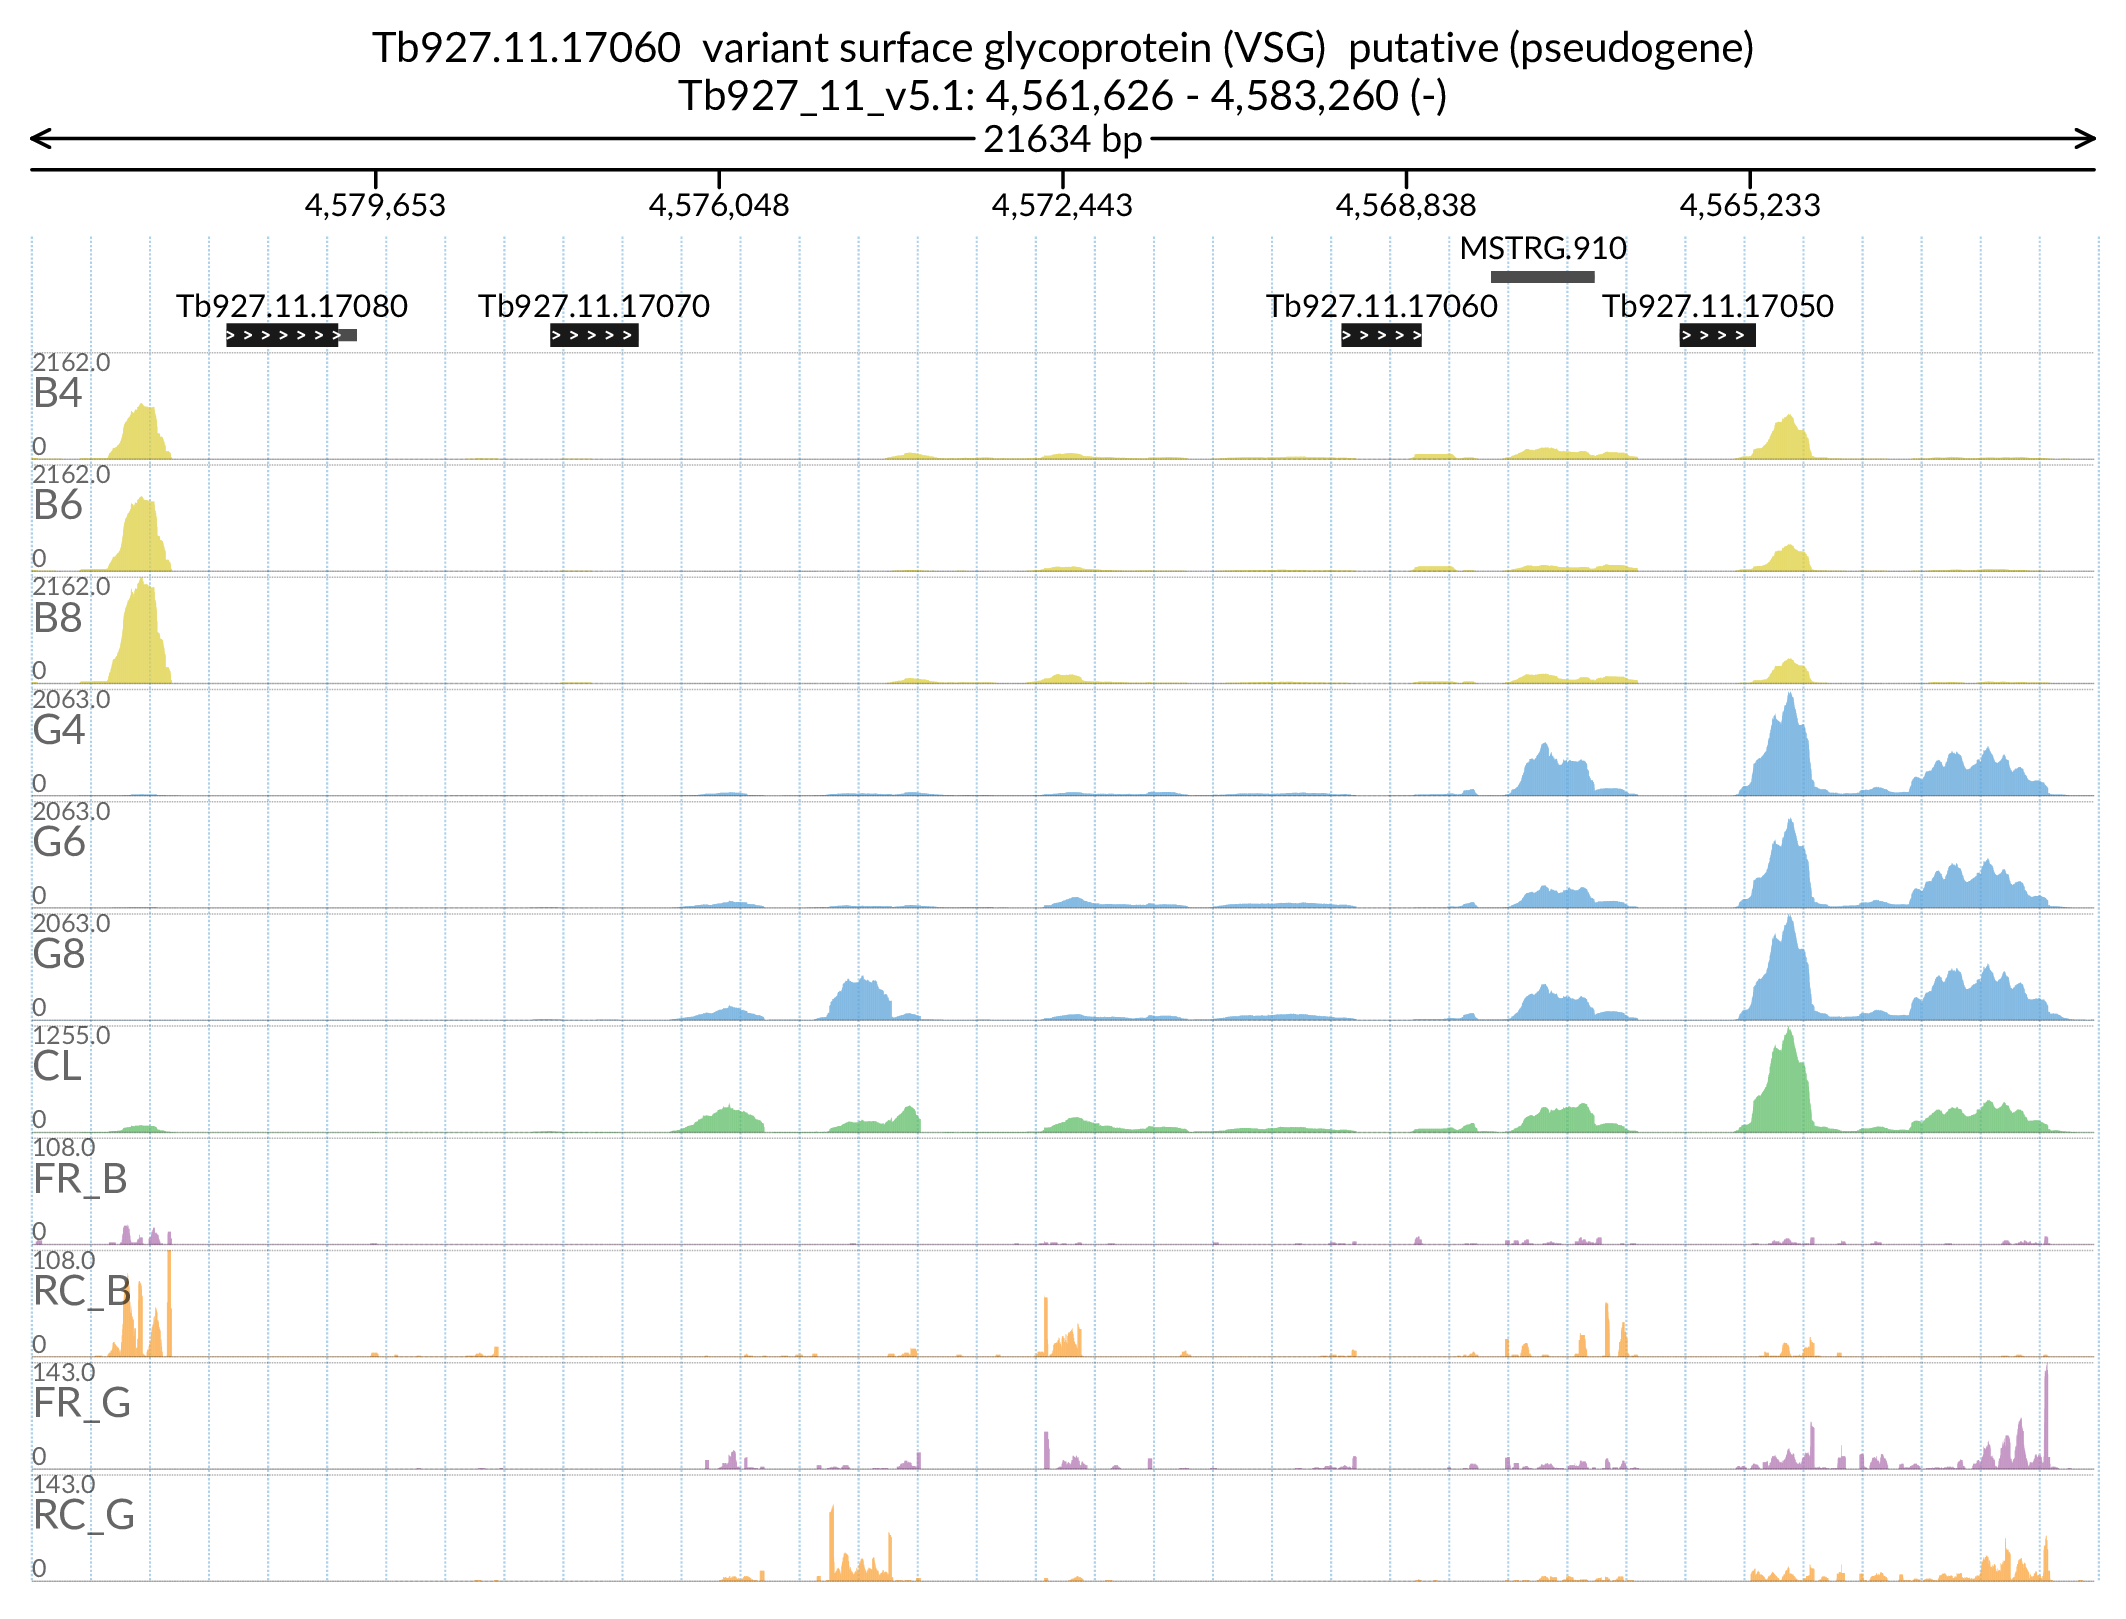 Tb927.11.17060  variant surface glycoprotein (VSG)  putative (pseudogene)
Tb927_11_v5.1: 4,561,626 - 4,583,260 (-)
21634 bp
4,579,653 4,576,048 4,572,443 4,568,838 4,565,233
MSTRG.910
Tb927.11.17080 Tb927.11.17070 Tb927.11.17060 Tb927.11.17050
2162.0
B4
0
2162.0
B6
0
2162.0
B8
0
2063.0
G4
0
2063.0
G6
0
2063.0
G8
0
1255.0
CL
0
108.0
FR_B
0
108.0
RC_B
0
143.0
FR_G
0
143.0
RC_G
0